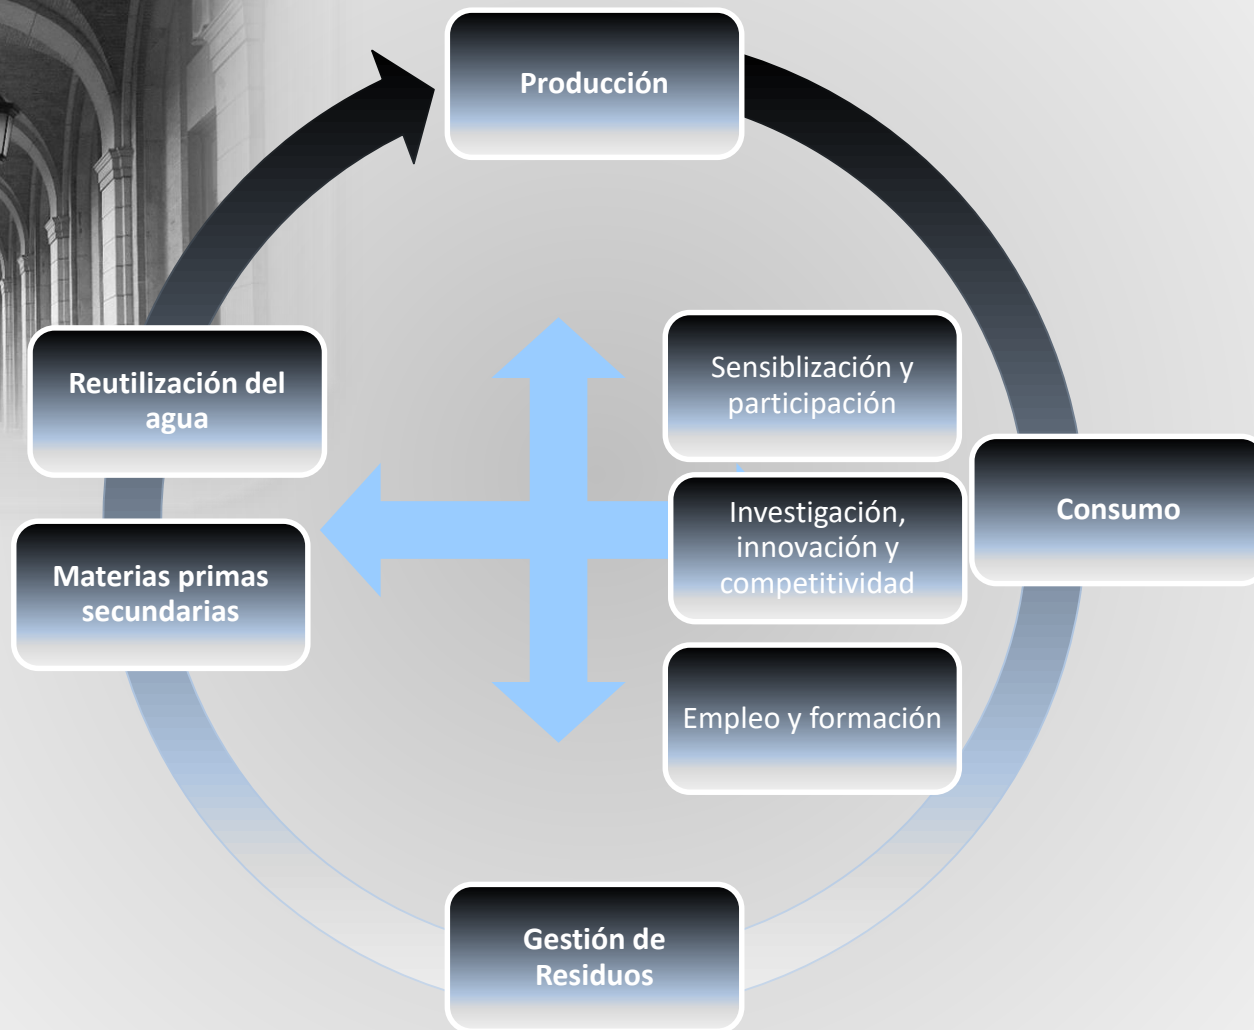 Producción
Sensiblización y
participación
Reutilización del
agua
Investigación,
innovación y
competitividad
Consumo
Materias primas
secundarias
Empleo y formación
Gestión de
Residuos